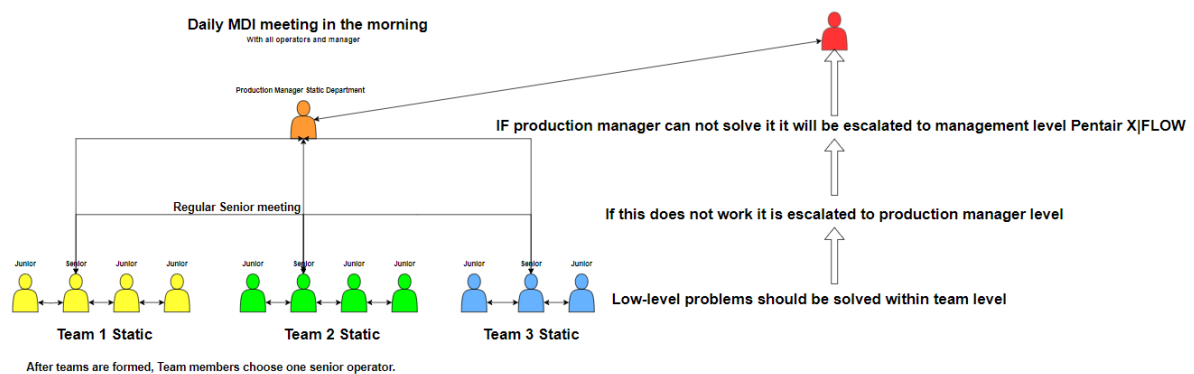 Daily MDI meeting in the morning
With all operators and manager
Production Manager Static Department
IF production manager can not solve it it will be escalated to management level Pentair X|FLOW
Regular Senior meeting
If this does not work it is escalated to production manager level
Junior Senior Junior Junior
Junior Senior Junior Junior
Junior Senior Junior
Low-level problems should be solved within team level
Team 1 Static
Team 2 Static
Team 3 Static
After teams are formed, Team members choose one senior operator.